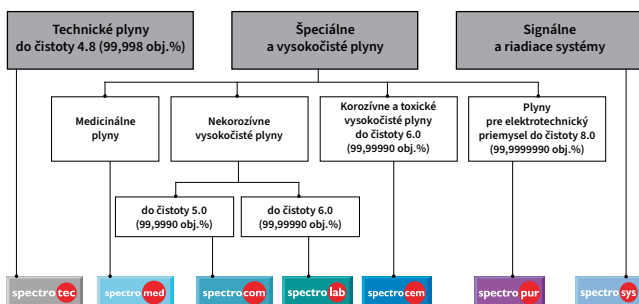 Technické plyny
do čistoty 4.8 (99,998 obj.%)
Špeciálne
a vysokočisté plyny
Signálne
a riadiace systémy
Medicinálne
plyny
Nekorozívne
vysokočisté plyny
Korozívne a toxické
vysokočisté plyny
do čistoty 6.0
(99,99990 obj.%)
Plyny
pre elektrotechnický
priemysel do čistoty 8.0
(99,9999990 obj.%)
do čistoty 5.0
(99,9990 obj.%)
do čistoty 6.0
(99,99990 obj.%)
spectro tec
spectro med
spectro com
spectro lab
spectro cem
spectro pur
spectro sys